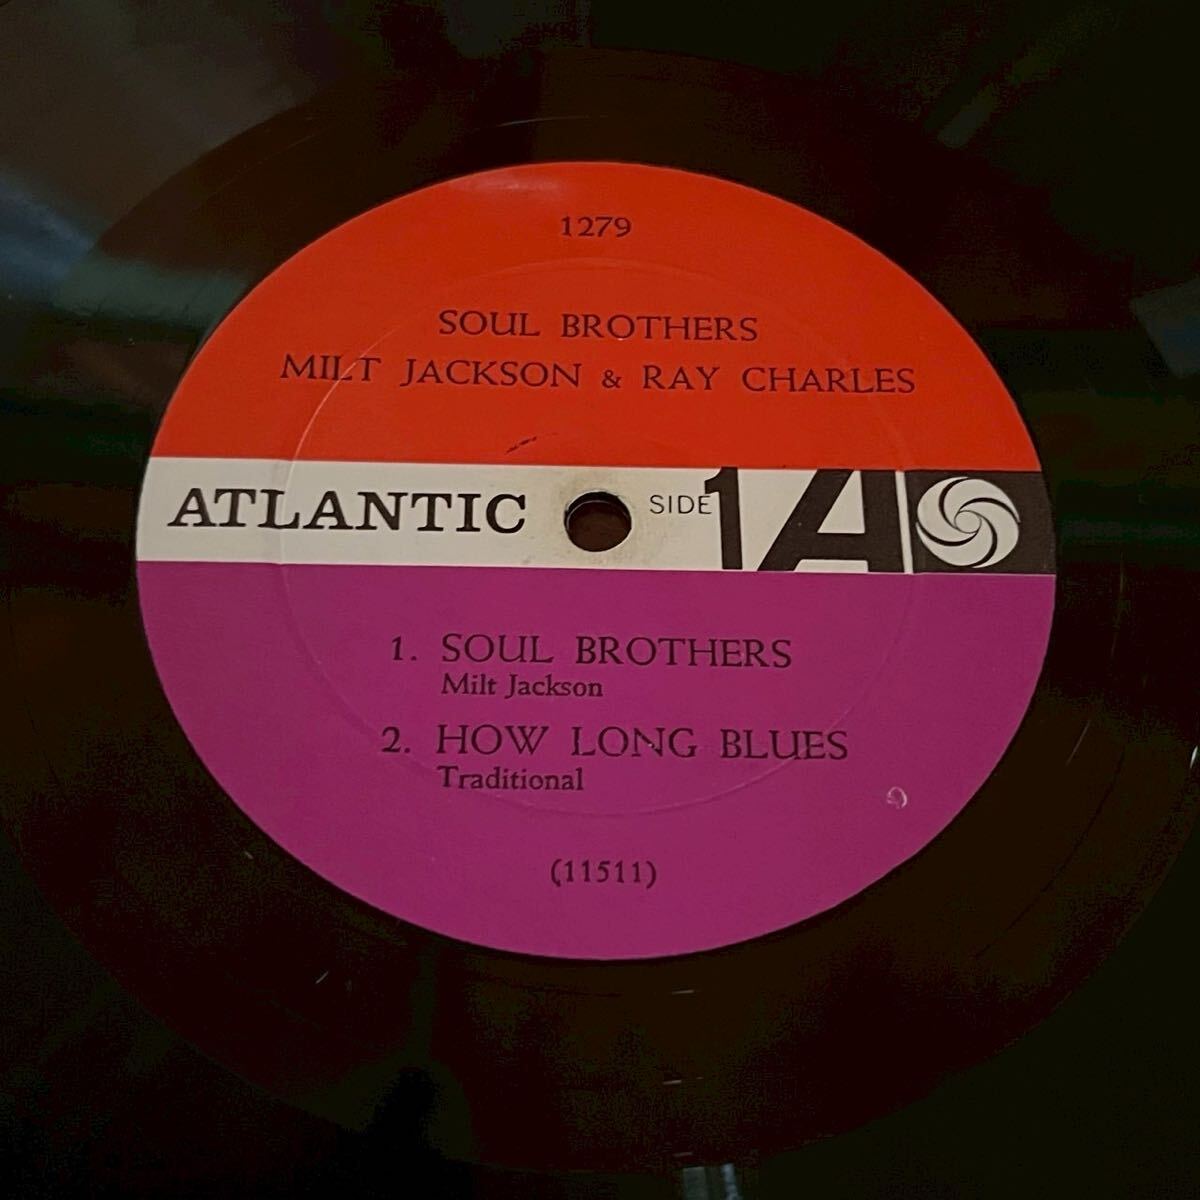 1279
SOUL BROTHERS
MILT JACKSON & RAY CHARLES
ATLANTIC SIDE 1 A
1. SOUL BROTHERS
Milt Jackson
2. HOW LONG BLUES
Traditional
(11511)